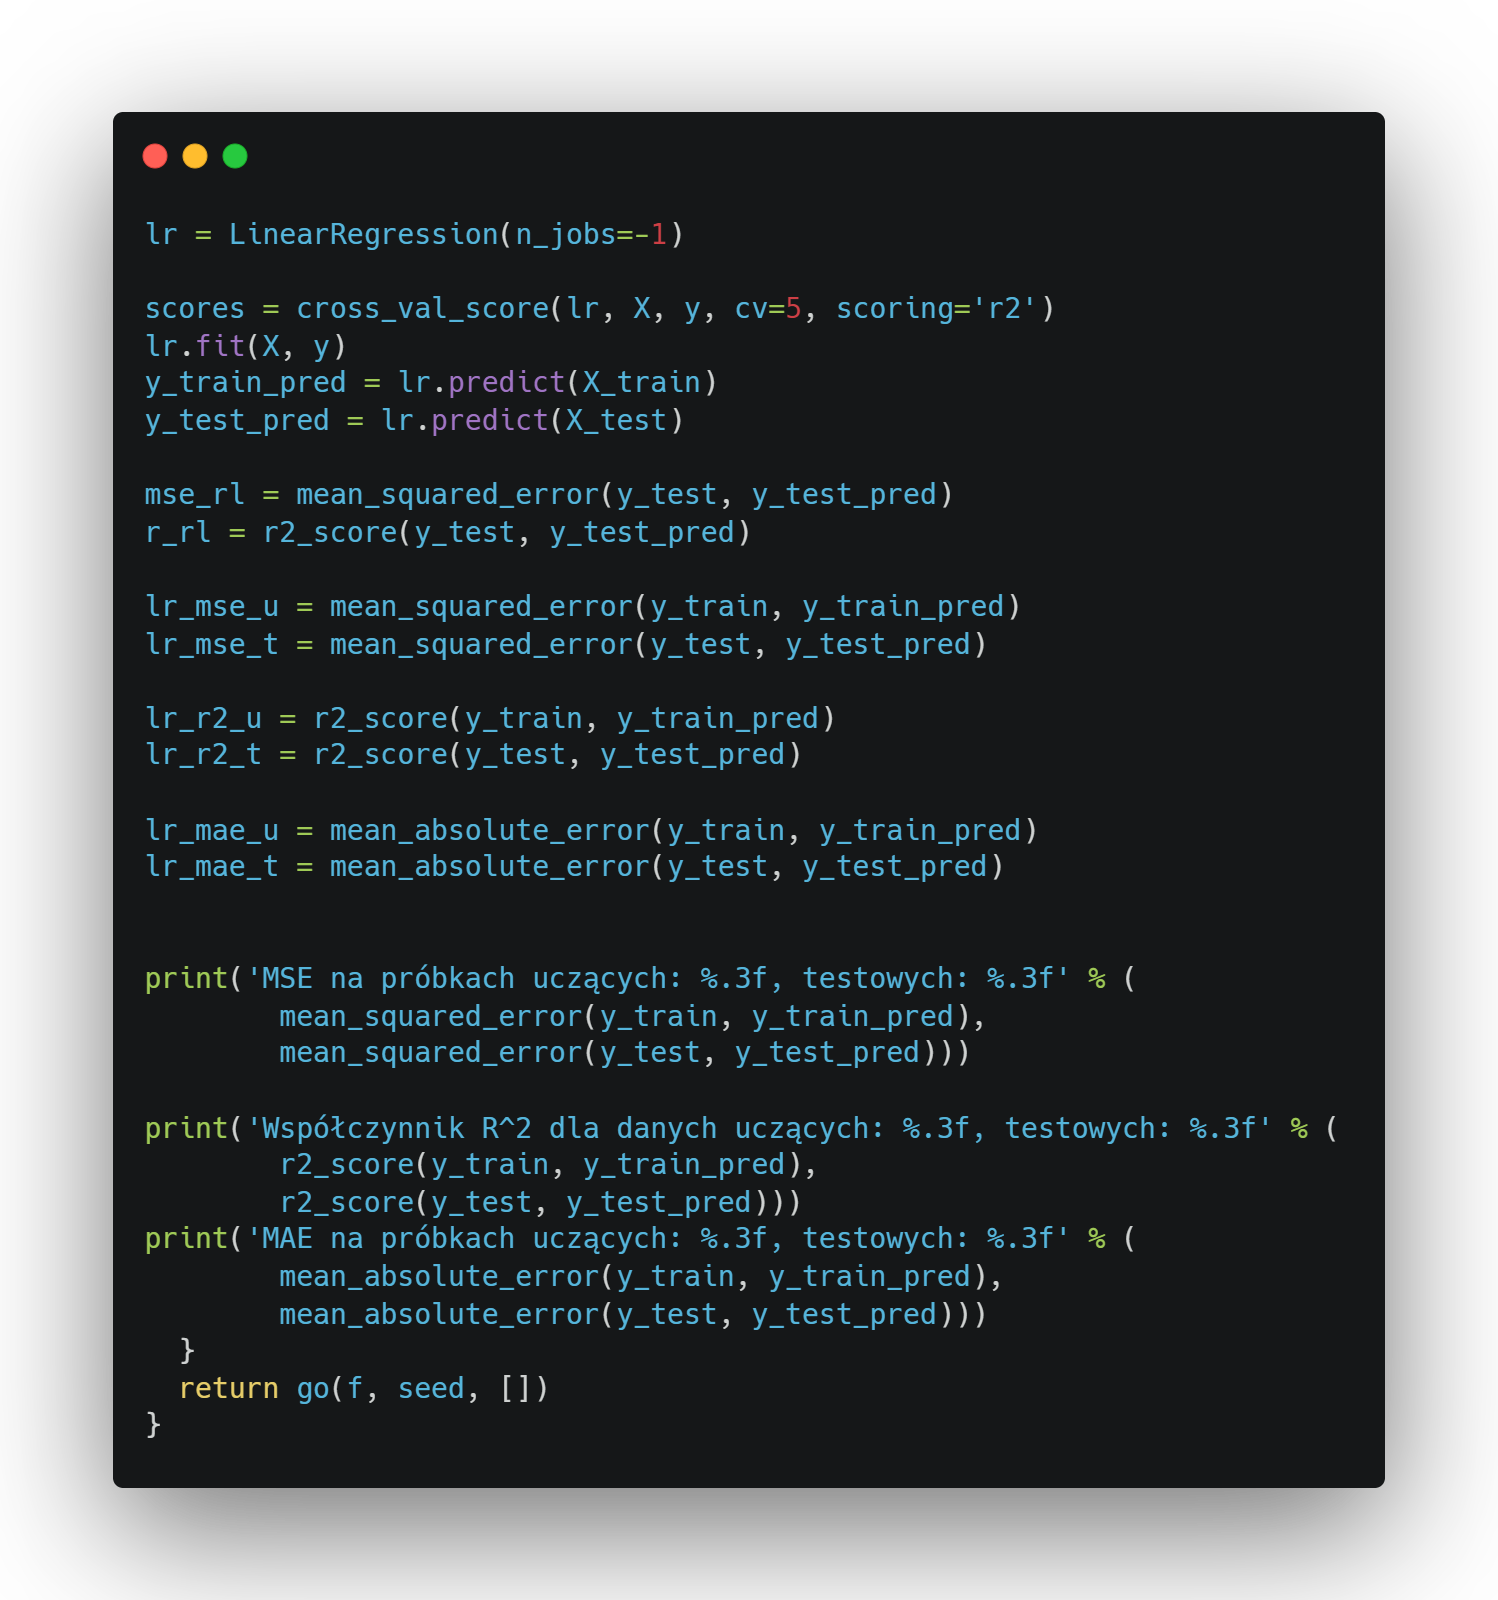 lr = LinearRegression(n_jobs=-1)
scores = cross_val_score(lr, X, y, cv=5, scoring='r2')
lr.fit(X, y)
y_train_pred = lr.predict(X_train)
y_test_pred = lr.predict(X_test)
mse_rl = mean_squared_error(y_test, y_test_pred)
r_rl = r2_score(y_test, y_test_pred)
lr_mse_u = mean_squared_error(y_train, y_train_pred)
lr_mse_t = mean_squared_error(y_test, y_test_pred)
lr_r2_u = r2_score(y_train, y_train_pred)
lr_r2_t = r2_score(y_test, y_test_pred)
lr_mae_u = mean_absolute_error(y_train, y_train_pred)
lr_mae_t = mean_absolute_error(y_test, y_test_pred)
print('MSE na próbkach uczących: %.3f, testowych: %.3f' % (
        mean_squared_error(y_train, y_train_pred),
        mean_squared_error(y_test, y_test_pred)))
print('Współczynnik R^2 dla danych uczących: %.3f, testowych: %.3f' % (
        r2_score(y_train, y_train_pred),
        r2_score(y_test, y_test_pred)))
print('MAE na próbkach uczących: %.3f, testowych: %.3f' % (
        mean_absolute_error(y_train, y_train_pred),
        mean_absolute_error(y_test, y_test_pred)))
  }
  return go(f, seed, [])
}